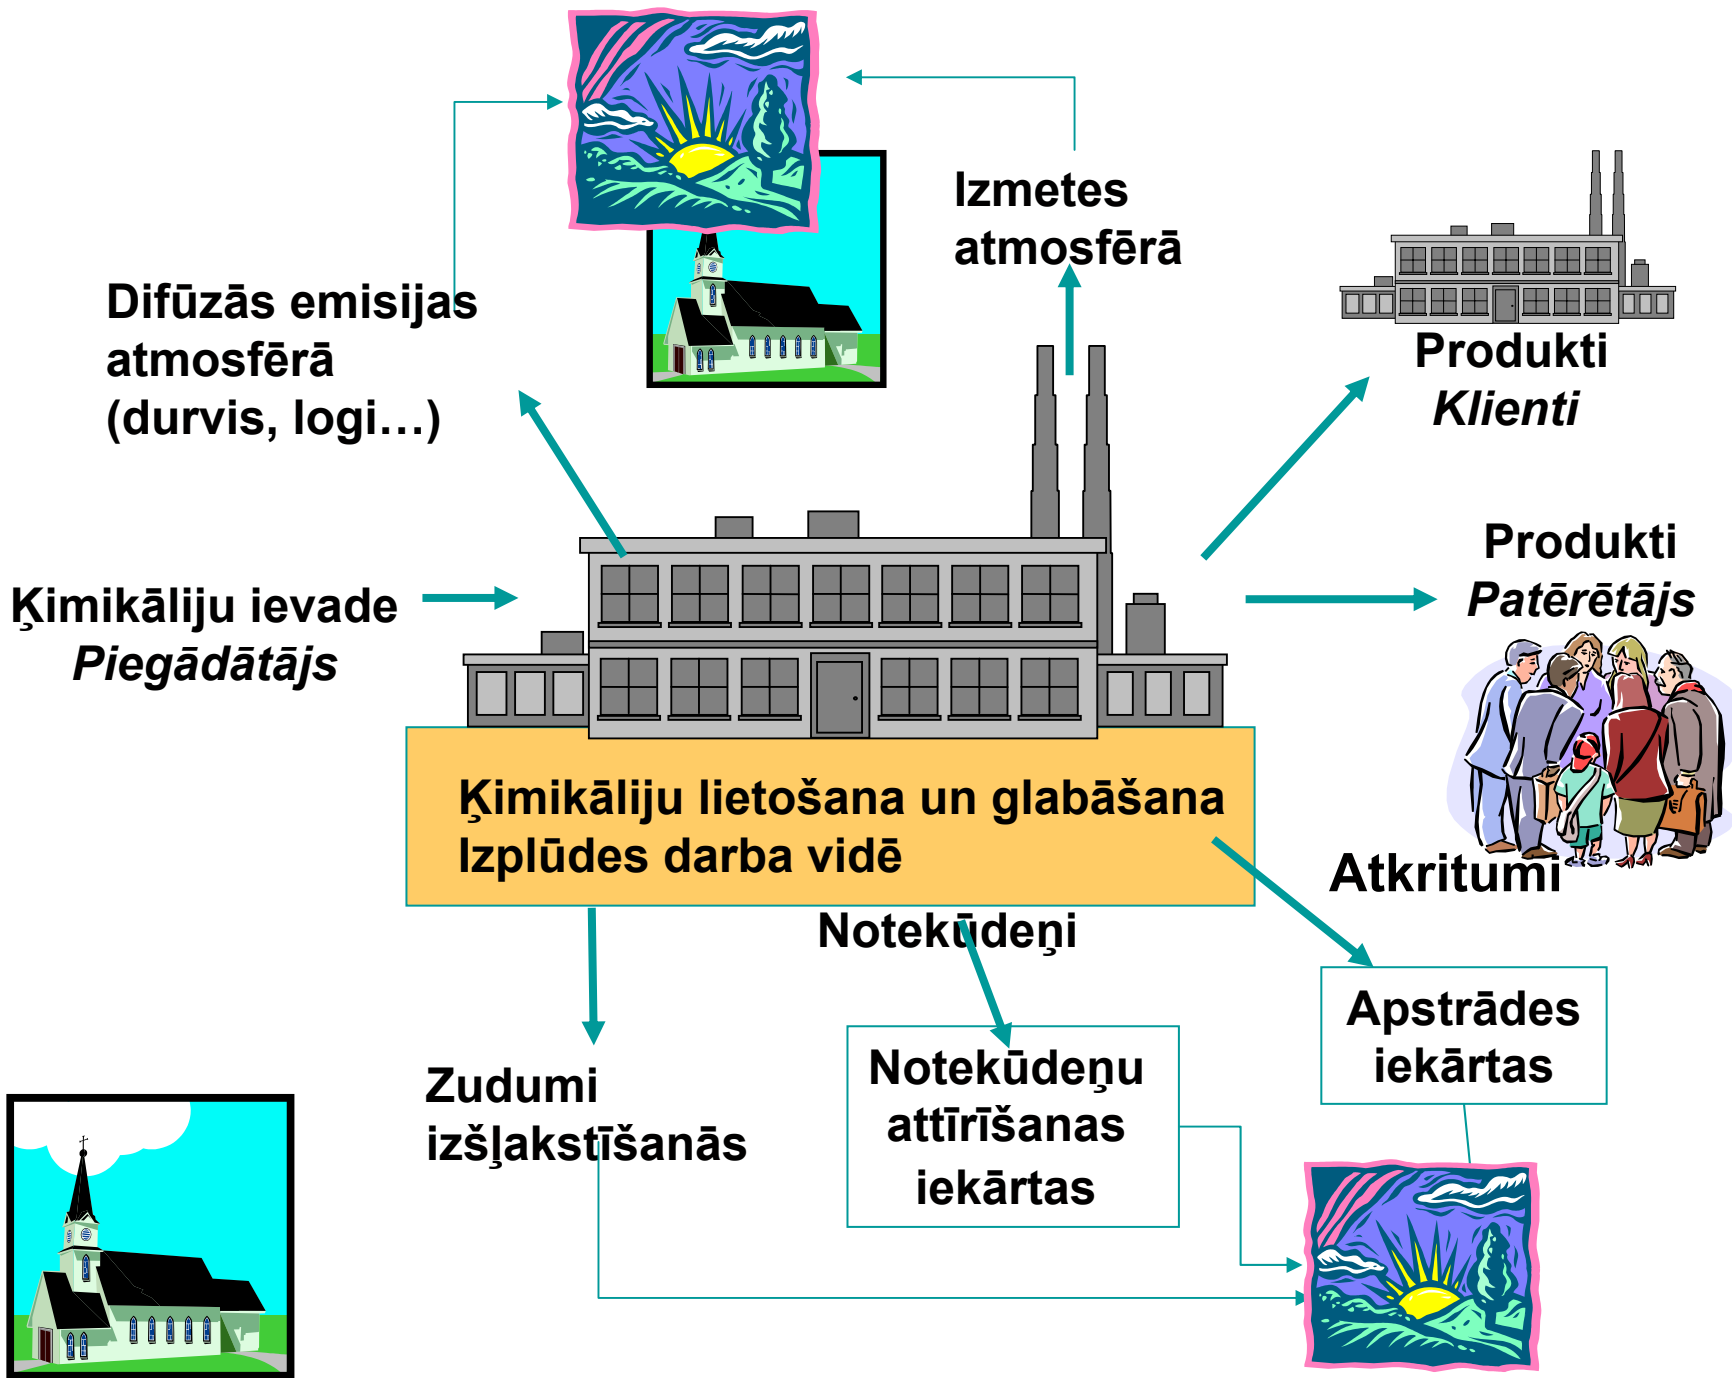 Izmetes
atmosfērā
Difūzās emisijas
atmosfērā
(durvis, logi…)
Produkti
Klienti
Ķimikāliju ievade
Piegādātājs
Produkti
Patērētājs
Ķimikāliju lietošana un glabāšana
Izplūdes darba vidē
Atkritumi
Notekūdeņi
Zudumi
izšļakstīšanās
Notekūdeņu
attīrīšanas
iekārtas
Apstrādes
iekārtas